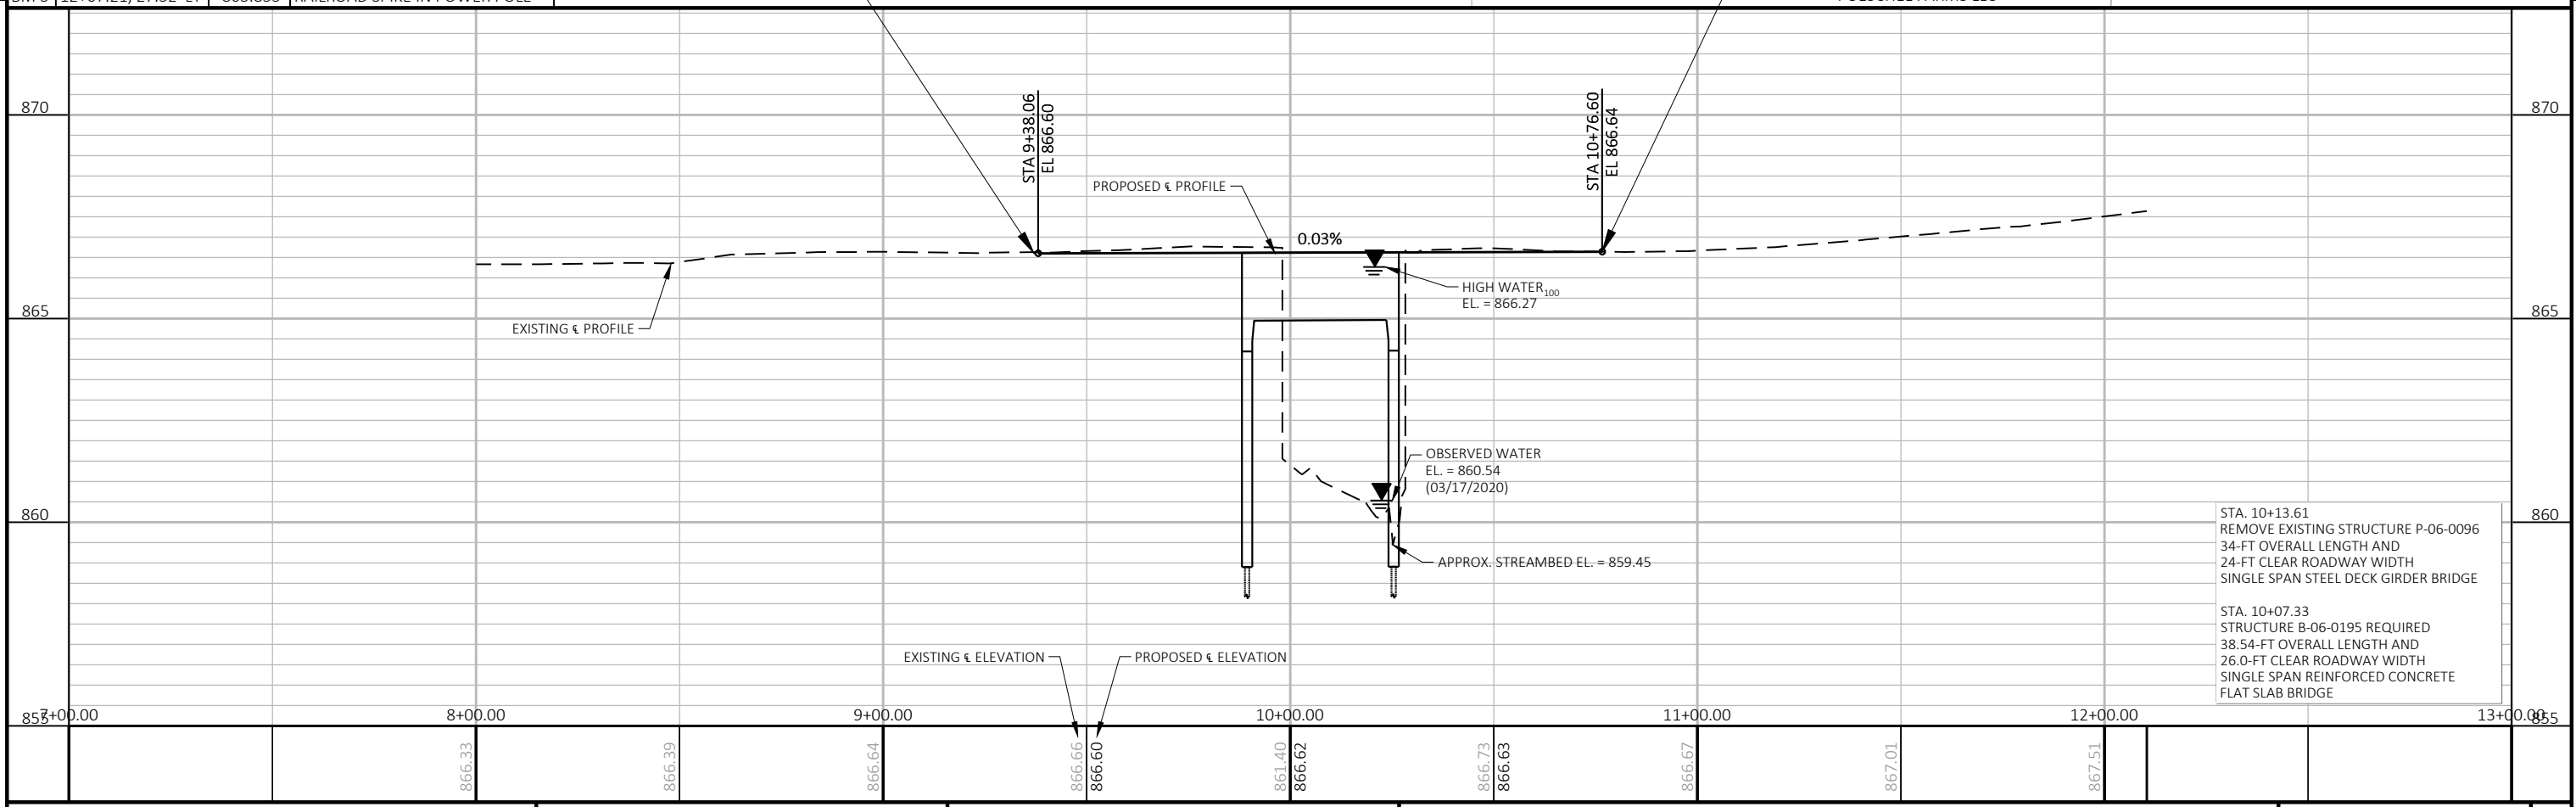 870
870
STA 9+38.06
EL 866.60
STA 10+76.60
EL 866.64
PROPOSED ℄ PROFILE
0.03%
HIGH WATER100
EL. = 866.27
EXISTING ℄ PROFILE
865
865
OBSERVED WATER
EL. = 860.54
(03/17/2020)
860
860
APPROX. STREAMBED EL. = 859.45
STA. 10+13.61
REMOVE EXISTING STRUCTURE P-06-0096
34-FT OVERALL LENGTH AND
24-FT CLEAR ROADWAY WIDTH
SINGLE SPAN STEEL DECK GIRDER BRIDGE
STA. 10+07.33
STRUCTURE B-06-0195 REQUIRED
38.54-FT OVERALL LENGTH AND
26.0-FT CLEAR ROADWAY WIDTH
SINGLE SPAN REINFORCED CONCRETE
FLAT SLAB BRIDGE
EXISTING ℄ ELEVATION
PROPOSED ℄ ELEVATION
855
7+00.00
8+00.00
9+00.00
10+00.00
11+00.00
12+00.00
13+00.00
855
866.33
866.39
866.64
866.66
866.60
861.40
866.62
866.73
866.63
866.67
867.01
867.51